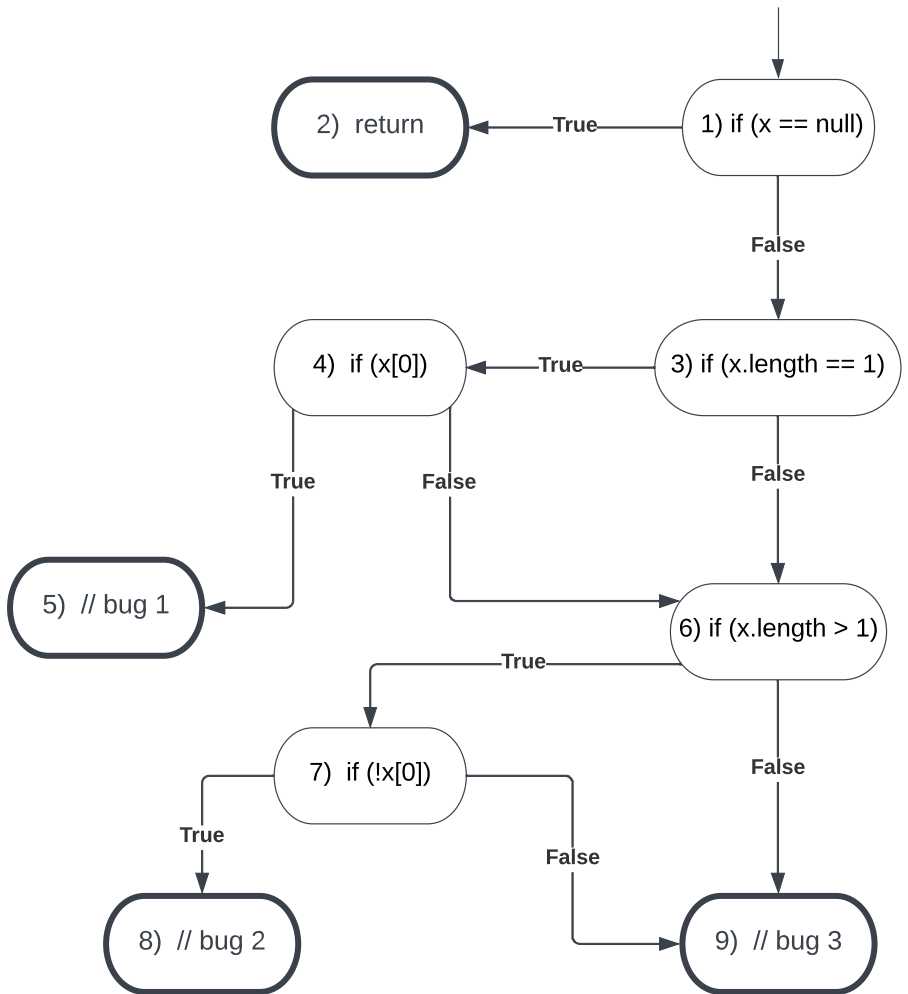 1) if (x == null)
True
2)  return
False
3) if (x.length == 1)
True
4)  if (x[0])
True
False
False
5)  // bug 1
6) if (x.length > 1)
True
False
7)  if (!x[0])
True
False
8)  // bug 2
9)  // bug 3